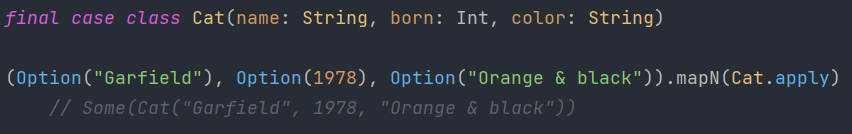 final case class Cat(name: String, born: Int, color: String)
(Option("Garfield"), Option(1978), Option("Orange & black")).mapN(Cat.apply)
// Some(Cat("Garfield", 1978, "Orange & black"))